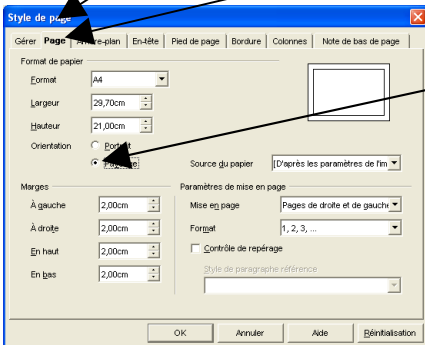 Style de page
Gérer Page Arrière-plan En-tête Pied de page Bordure Colonnes Note de bas de page
Format de papier
Format A4
Largeur 29,70cm
Hauteur 21,00cm
Orientation Portrait
Paysage Source du papier [D'après les paramètres de l'im
Marges Paramètres de mise en page
À gauche 2,00cm Mise en page Pages de droite et de gauche
À droite 2,00cm Format 1, 2, 3, ...
En haut 2,00cm Contrôle de repérage
En bas 2,00cm Style de paragraphe référence
OK Annuler Aide Réinitialisation